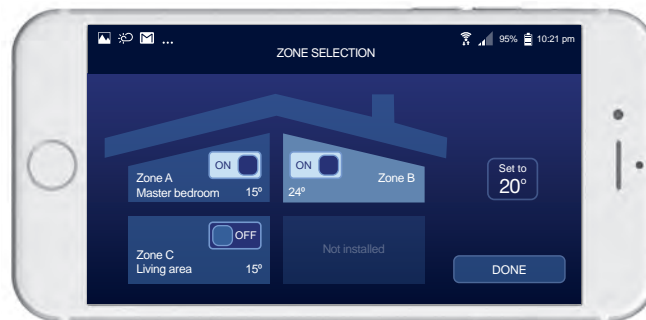 ... 95% 10:21 pm
ZONE SELECTION
ON
Zone A
Master bedroom 15º
ON
Zone B
24º
Set to
20°
OFF
Zone C
Living area 15º
Not installed
DONE